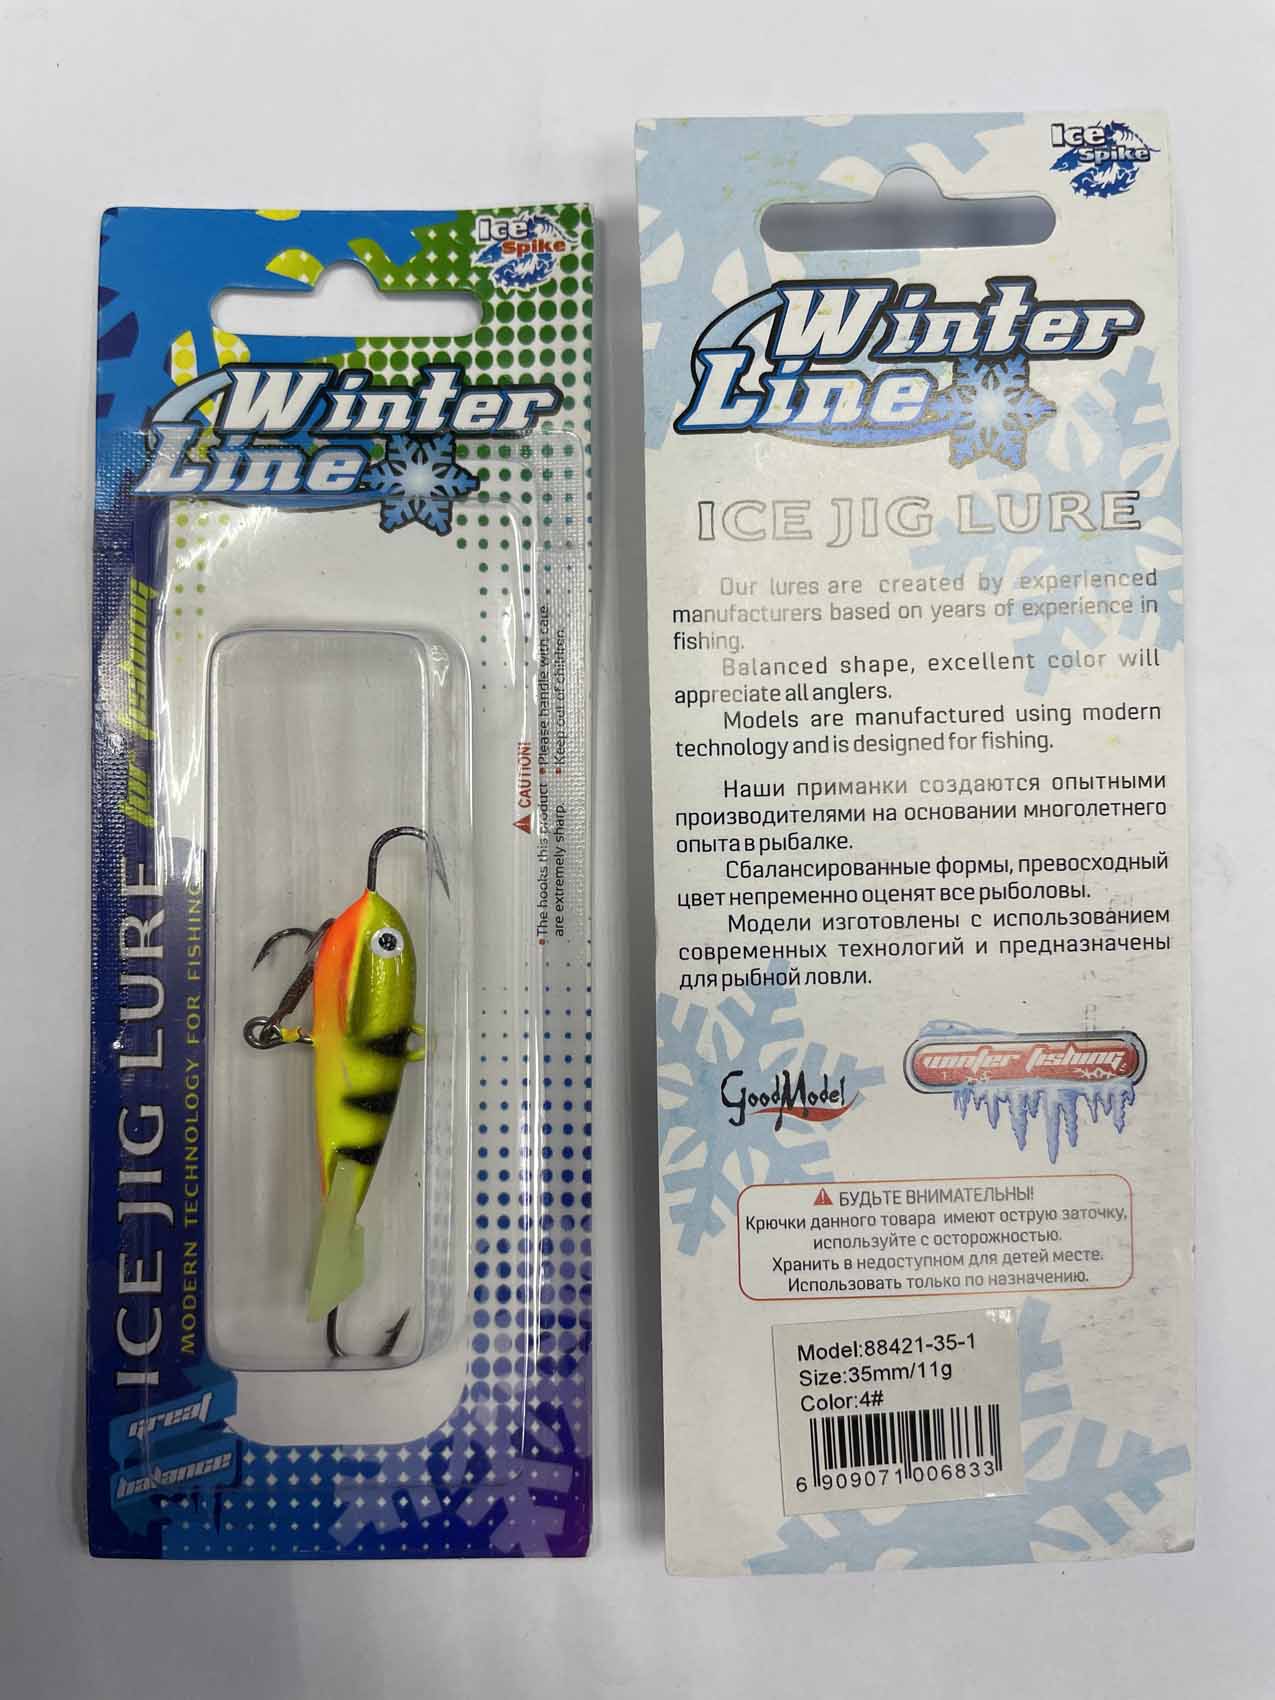 Ice
Spike
Winter
Line
for fishing
ICE JIG LURE
MODERN TECHNOLOGY FOR FISHING
great
balance
CAUTION!
•The hooks this product
are extremely sharp.
•Please handle with care
•Keep out of children.
Ice
Spike
Winter
Line
ICE JIG LURE
Our lures are created by experienced
manufacturers based on years of experience in
fishing.
Balanced shape, excellent color will
appreciate all anglers.
Models are manufactured using modern
technology and is designed for fishing.
Наши приманки создаются опытными
производителями на основании многолетнего
опыта в рыбалке.
Сбалансированные формы, превосходный
цвет непременно оценят все рыболовы.
Модели изготовлены с использованием
современных технологий и предназначены
для рыбной ловли.
GoodModel
winter fishing
БУДЬТЕ ВНИМАТЕЛЬНЫ!
Крючки данного товара имеют острую заточку,
используйте с осторожностью.
Хранить в недоступном для детей месте.
Использовать только по назначению.
Model:88421-35-1
Size:35mm/11g
Color:4#
6 909071 006833